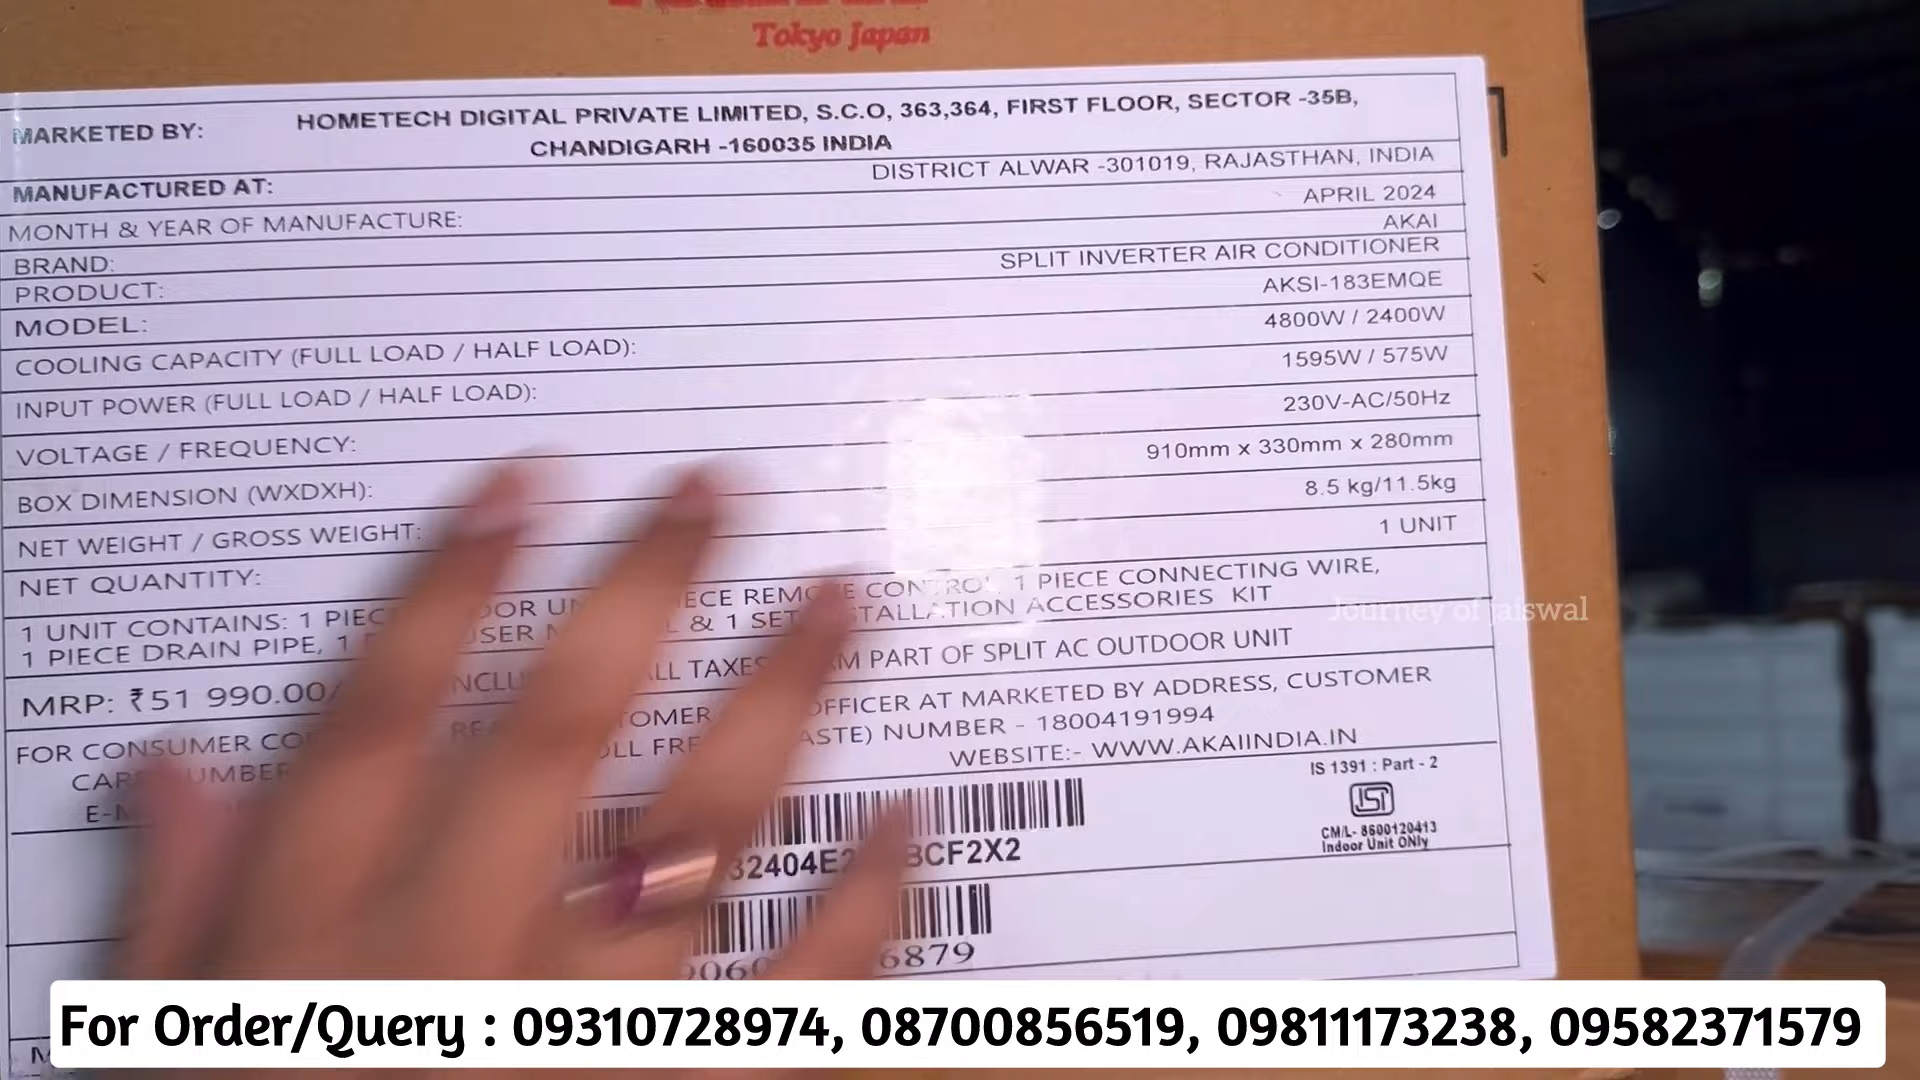 Tokyo Japan
MARKETED BY: HOMETECH DIGITAL PRIVATE LIMITED, S.C.O, 363,364, FIRST FLOOR, SECTOR -35B,
CHANDIGARH -160035 INDIA
MANUFACTURED AT: DISTRICT ALWAR -301019, RAJASTHAN, INDIA
MONTH & YEAR OF MANUFACTURE: APRIL 2024
BRAND: AKAI
PRODUCT: SPLIT INVERTER AIR CONDITIONER
MODEL: AKSI-183EMQE
COOLING CAPACITY (FULL LOAD / HALF LOAD): 4800W / 2400W
INPUT POWER (FULL LOAD / HALF LOAD): 1595W / 575W
VOLTAGE / FREQUENCY: 230V-AC/50Hz
BOX DIMENSION (WXDXH): 910mm x 330mm x 280mm
NET WEIGHT / GROSS WEIGHT: 8.5 kg/11.5kg
NET QUANTITY: 1 UNIT
1 UNIT CONTAINS: 1 CONTROL, 1 PIECE CONNECTING WIRE,
1 PIECE DRAIN PIPE, 1 & 1 SET ACCESSORIES KIT
MRP: ₹51 990.00/ PART OF SPLIT AC OUTDOOR UNIT
FOR CONSUMER OFFICER AT MARKETED BY ADDRESS, CUSTOMER
NUMBER - 18004191994
WEBSITE:- WWW.AKAIINDIA.IN
IS 1391 : Part - 2
ISI
CM/L- 8600120413
Indoor Unit ONly
Journey of jaiswal
For Order/Query : 09310728974, 08700856519, 09811173238, 09582371579